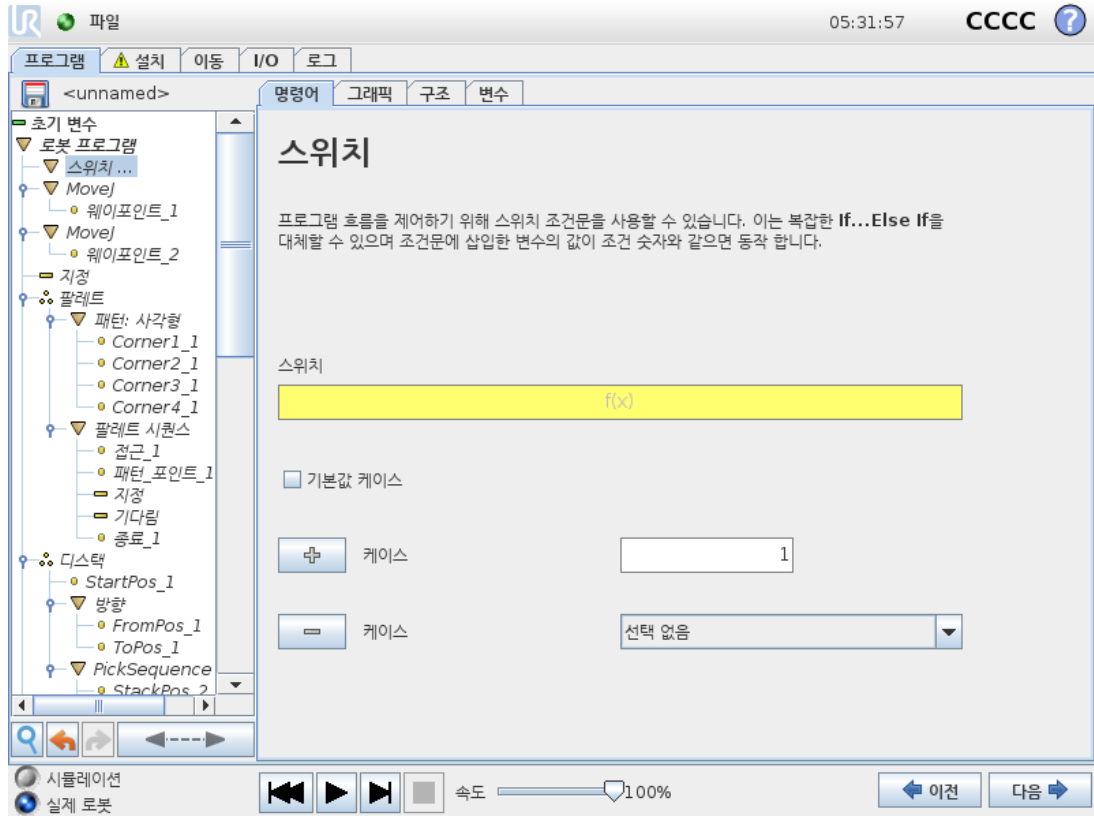 UR 파일 05:31:57 CCCC ?
프로그램 설치 이동 I/O 로그
<unnamed>
명령어 그래픽 구조 변수
초기 변수
로봇 프로그램
스위치 ...
MoveJ
웨이포인트_1
MoveJ
웨이포인트_2
지정
팔레트
패턴: 사각형
Corner1_1
Corner2_1
Corner3_1
Corner4_1
팔레트 시퀀스
접근_1
패턴_포인트_1
지정
기다림
종료_1
디스택
StartPos_1
방향
FromPos_1
ToPos_1
PickSequence
StackPos_2
스위치
프로그램 흐름을 제어하기 위해 스위치 조건문을 사용할 수 있습니다. 이는 복잡한 If...Else If을
대체할 수 있으며 조건문에 삽입한 변수의 값이 조건 숫자와 같으면 동작 합니다.
스위치
f(x)
기본값 케이스
케이스 1
케이스 선택 없음
시뮬레이션
실제 로봇
속도 100%
이전 다음